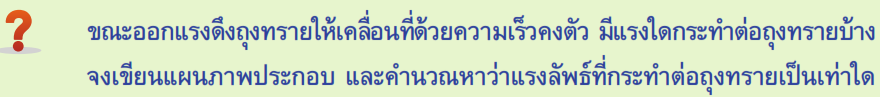 ขณะออกแรงดึงถุงทรายให้เคลื่อนที่ด้วยความเร็วคงตัว มีแรงใดกระทำต่อถุงทรายบ้าง
จงเขียนแผนภาพประกอบ และคำนวณหาว่าแรงลัพธ์ที่กระทำต่อถุงทรายเป็นเท่าใด